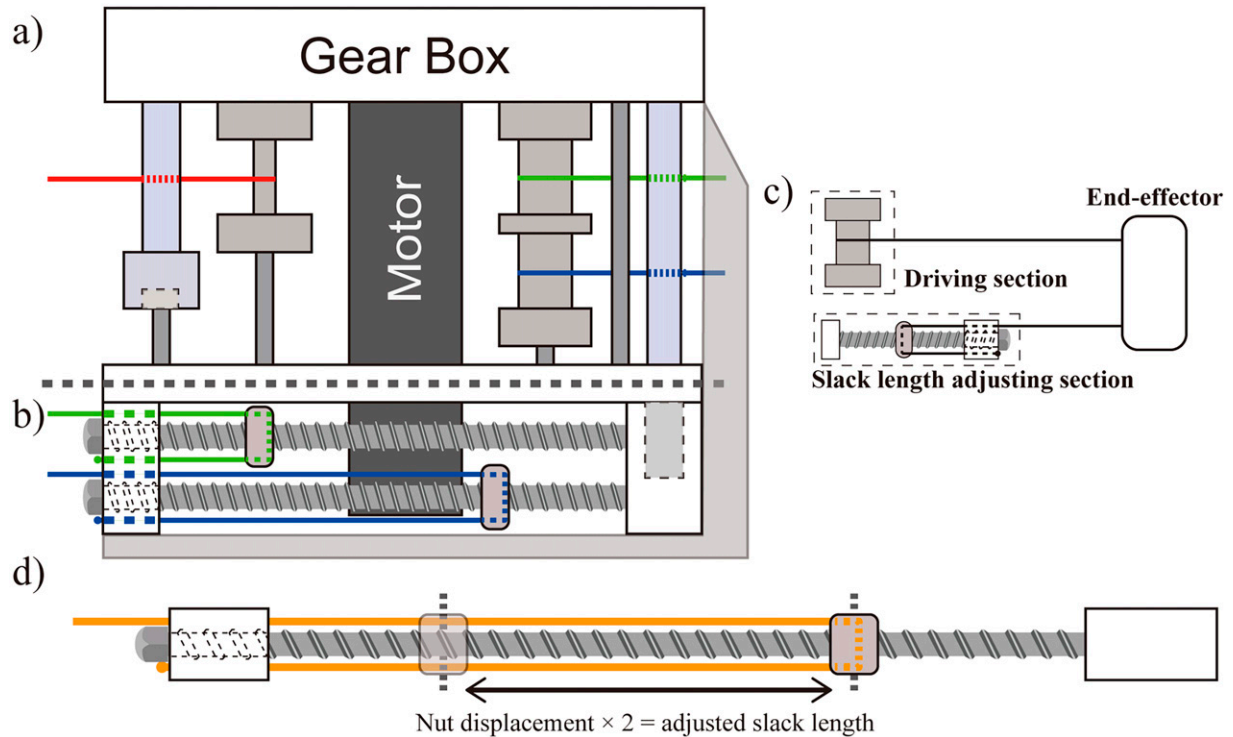 a)
Gear Box
Motor
b)
c)
End-effector
Driving section
Slack length adjusting section
d)
Nut displacement × 2 = adjusted slack length